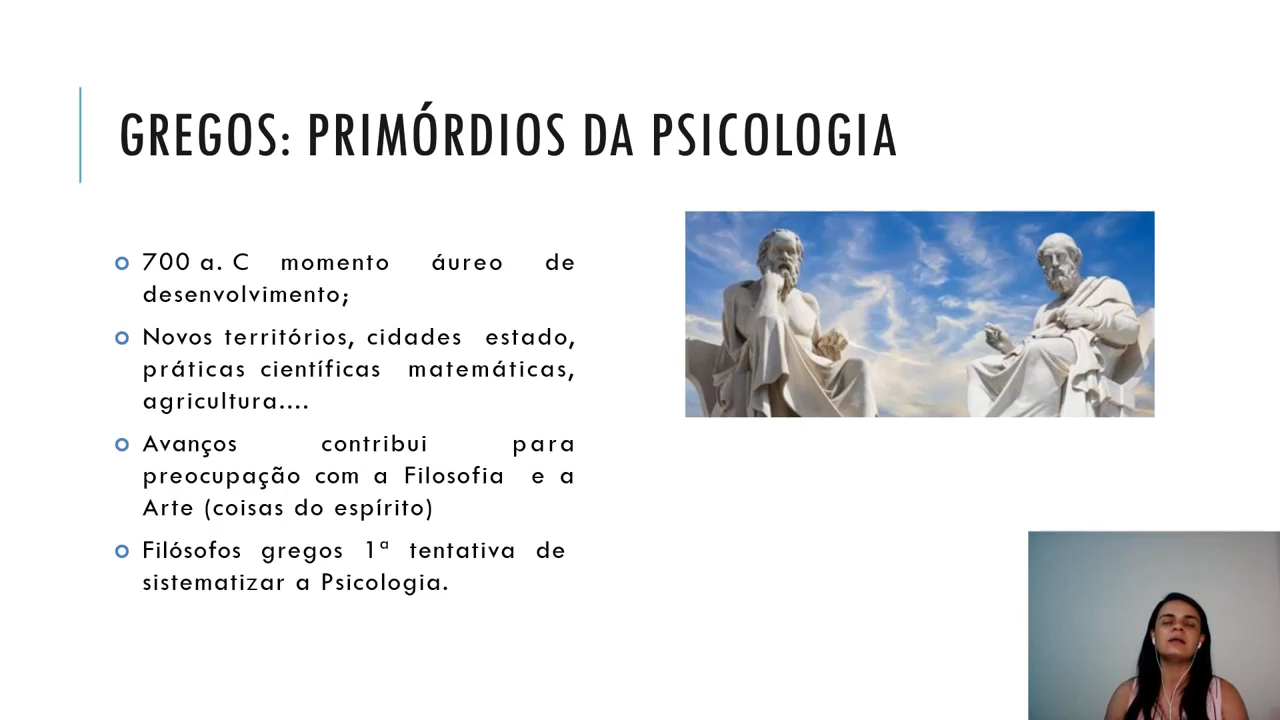 GREGOS: PRIMÓRDIOS DA PSICOLOGIA
700 a. C momento áureo de
desenvolvimento;
Novos territórios, cidades estado,
práticas científicas matemáticas,
agricultura....
Avanços contribui para
preocupação com a Filosofia e a
Arte (coisas do espírito)
Filósofos gregos 1ª tentativa de
sistematizar a Psicologia.